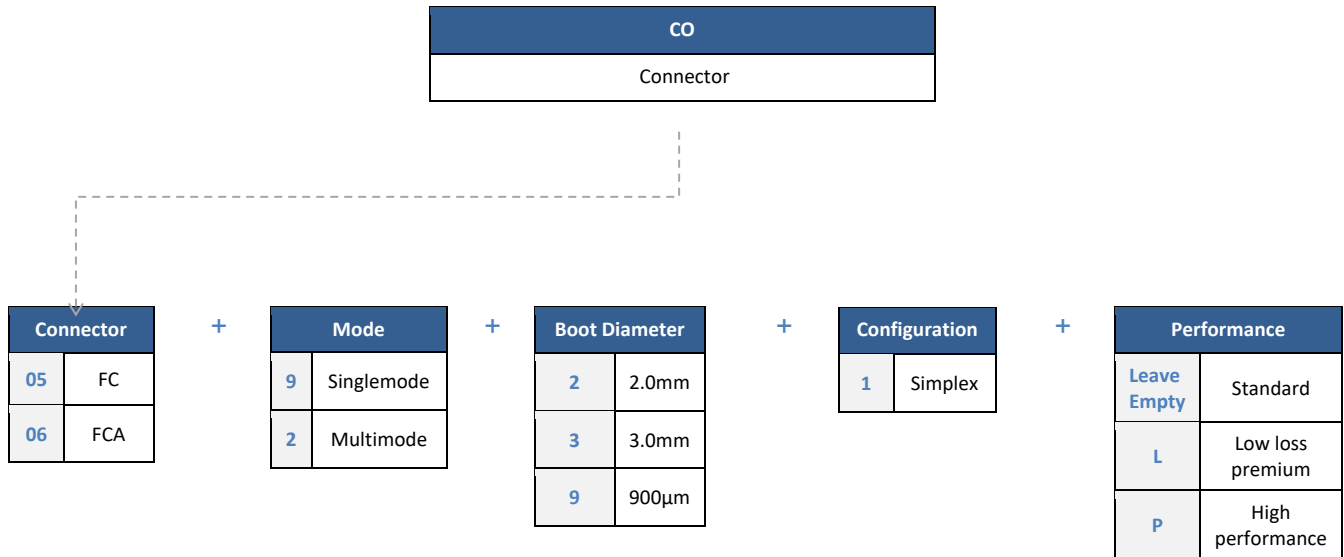 CO
Connector
Connector + Mode + Boot Diameter + Configuration + Performance
05 FC
06 FCA
9 Singlemode
2 Multimode
2 2.0mm
3 3.0mm
9 900µm
1 Simplex
Leave Empty Standard
L Low loss premium
P High performance